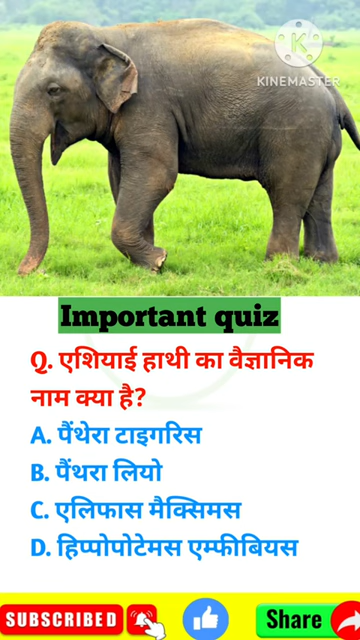 KINEMASTER
Important quiz
Q. एशियाई हाथी का वैज्ञानिक
नाम क्या है?
A. पैंथेरा टाइगरिस
B. पैंथरा लियो
C. एलिफास मैक्सिमस
D. हिप्पोपोटेमस एम्फीबियस
SUBSCRIBED
Share